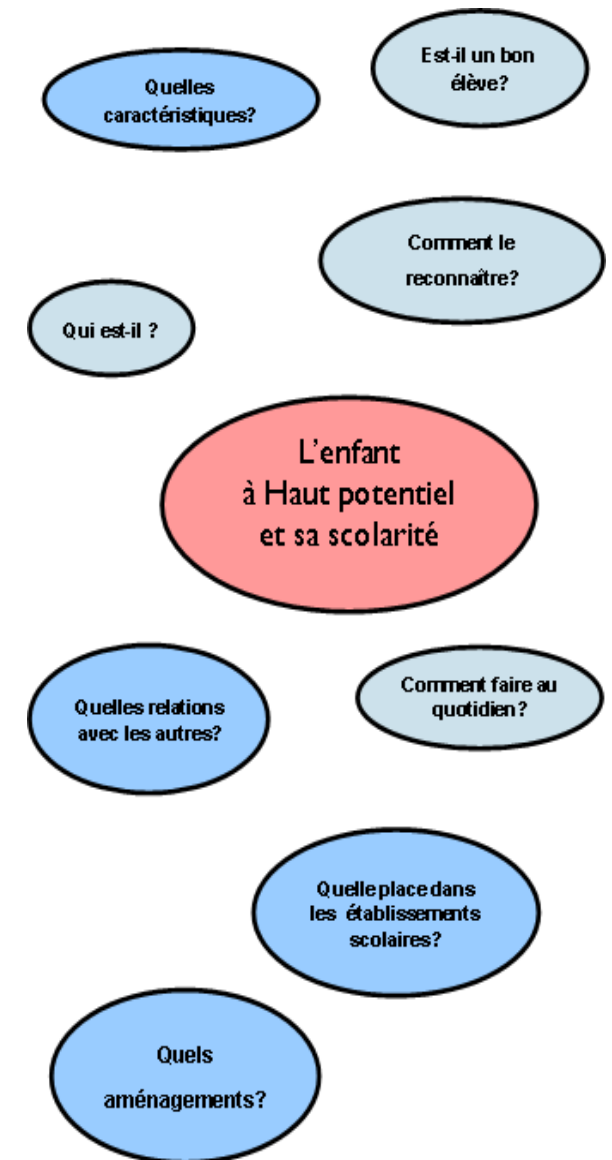 Est-il un bon
élève?
Quelles
caractéristiques?
Comment le
reconnaître?
Qui est-il ?
L'enfant
à Haut potentiel
et sa scolarité
Quelles relations
avec les autres?
Comment faire au
quotidien?
Quelle place dans
les établissements
scolaires?
Quels
aménagements?